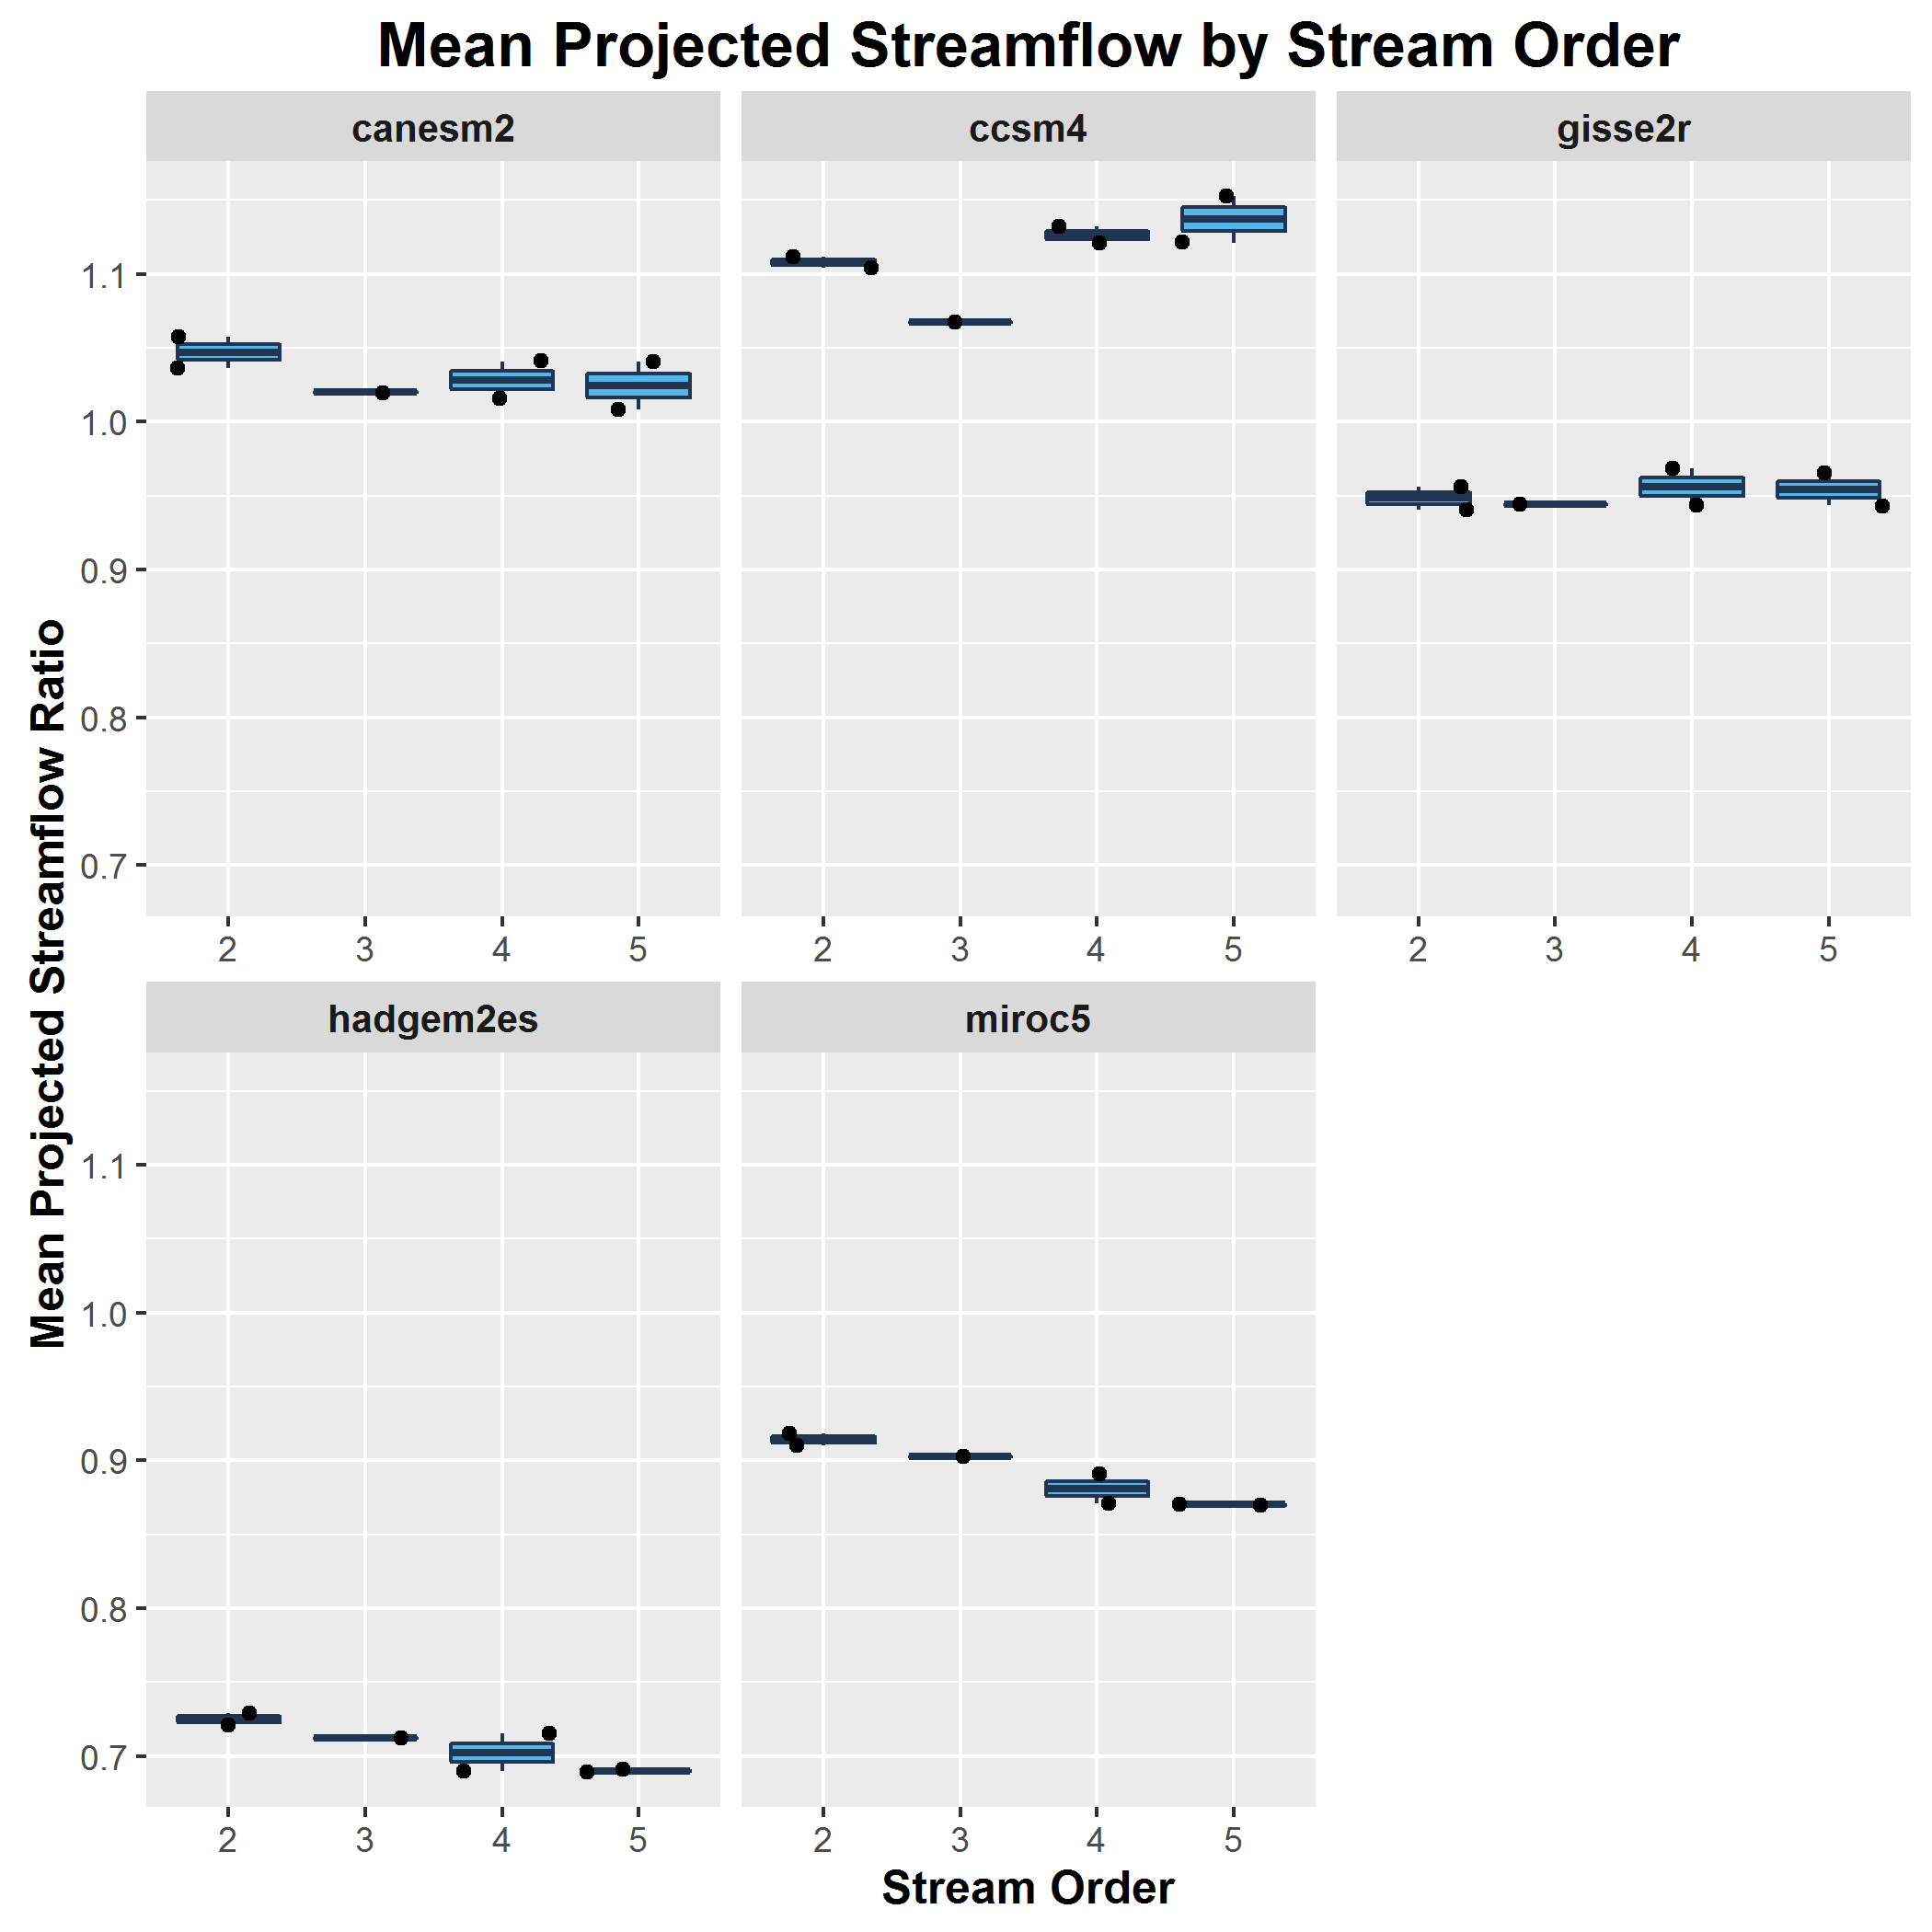 Mean Projected Streamflow by Stream Order
canesm2
ccsm4
gisse2r
1.1
1.0
0.9
0.8
0.7
2 3 4 5
2 3 4 5
2 3 4 5
Mean Projected Streamflow Ratio
hadgem2es
miroc5
1.1
1.0
0.9
0.8
0.7
2 3 4 5
2 3 4 5
Stream Order